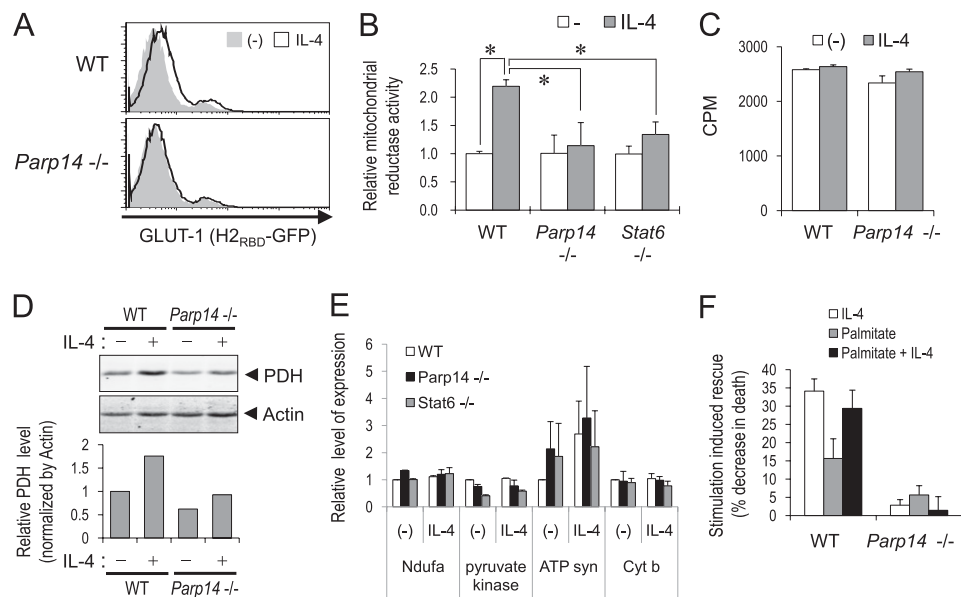 A
(-) IL-4
WT
Parp14 -/-
GLUT-1 (H2RBD-GFP)
B
- IL-4
Relative mitochondrial
reductase activity
2.5
2.0
1.5
1.0
0.5
0.0
*
*
*
WT
Parp14
-/-
Stat6
-/-
C
(-) IL-4
CPM
3000
2000
1000
0
WT
Parp14 -/-
D
WT Parp14 -/-
IL-4 : − + − +
PDH
Actin
Relative PDH level
(normalized by Actin)
2
1.5
1
0.5
0
IL-4 : − + − +
WT Parp14 -/-
E
Relative level of expression
6
5
4
3
2
1
0
WT
Parp14 -/-
Stat6 -/-
(-) IL-4 (-) IL-4 (-) IL-4 (-) IL-4
Ndufa pyruvate ATP syn Cyt b
kinase
F
IL-4
Palmitate
Palmitate + IL-4
Stimulation induced rescue
(% decrease in death)
40
35
30
25
20
35
10
5
0
WT Parp14 -/-